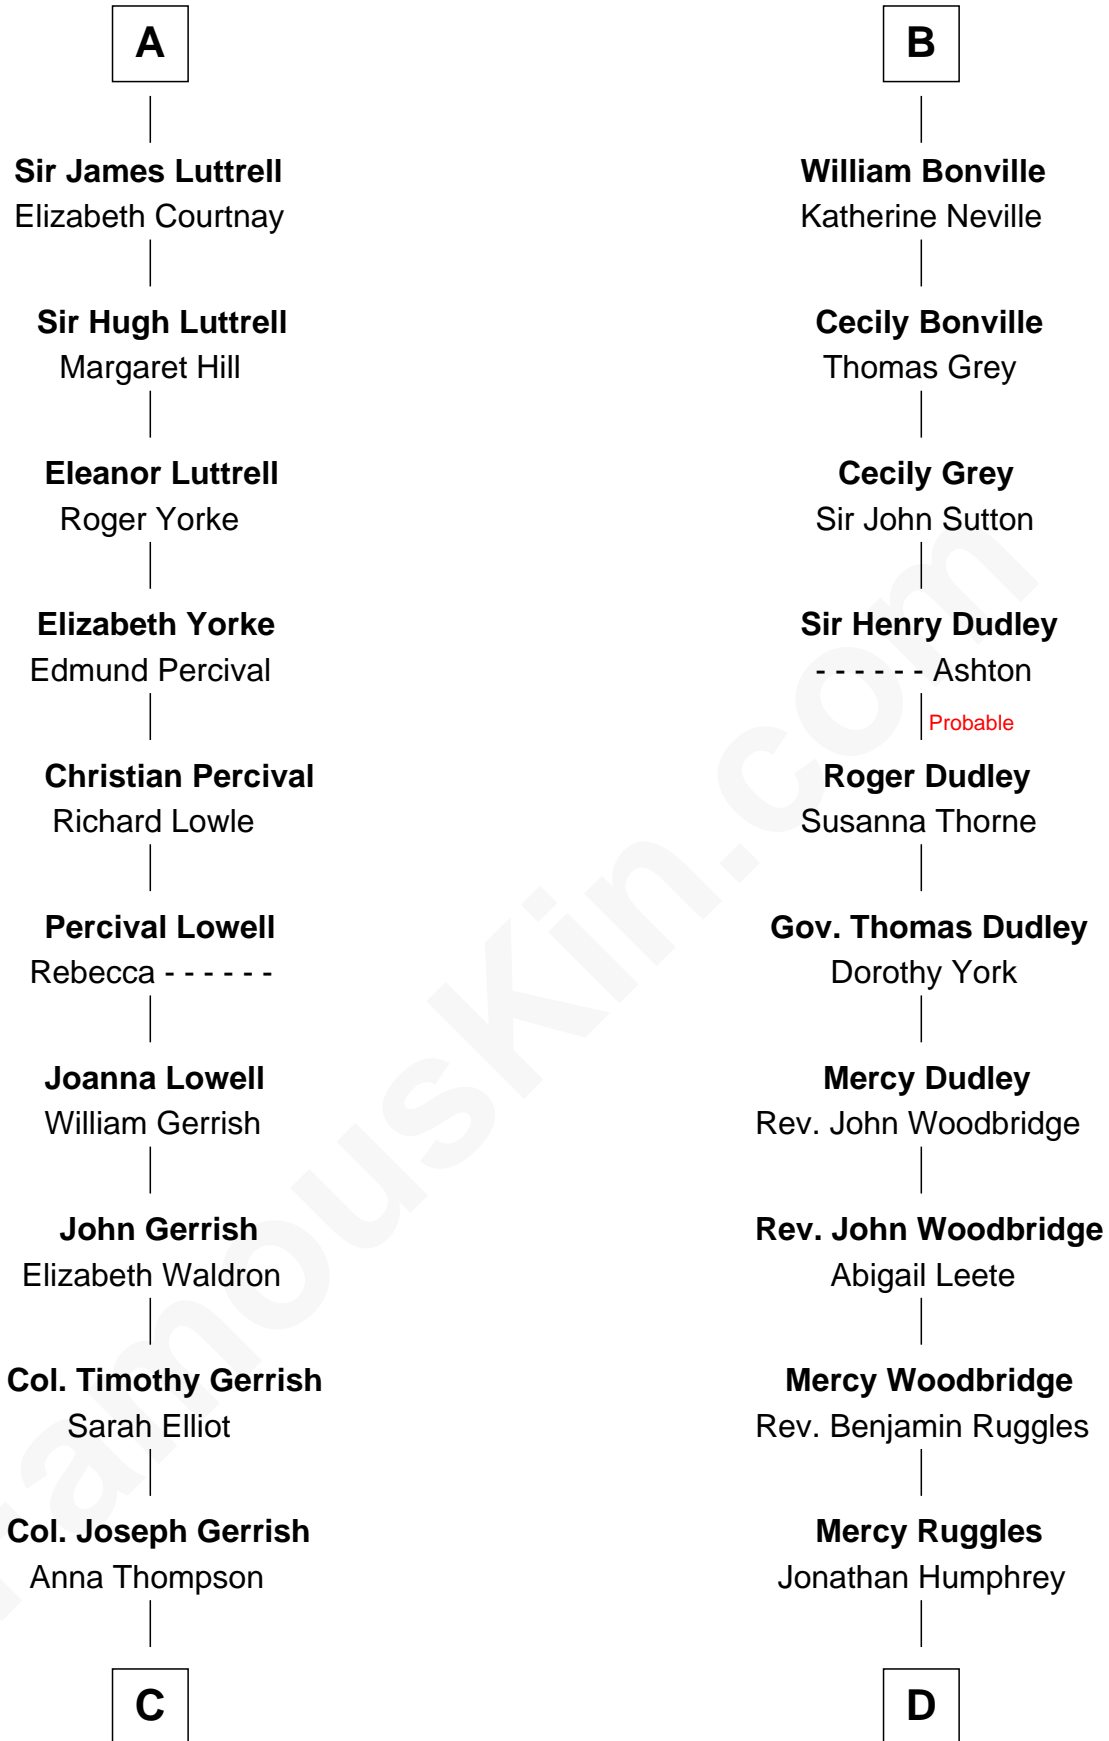 A
Sir James Luttrell
Elizabeth Courtnay
Sir Hugh Luttrell
Margaret Hill
Eleanor Luttrell
Roger Yorke
Elizabeth Yorke
Edmund Percival
Christian Percival
Richard Lowle
Percival Lowell
Rebecca - - - - - -
Joanna Lowell
William Gerrish
John Gerrish
Elizabeth Waldron
Col. Timothy Gerrish
Sarah Elliot
Col. Joseph Gerrish
Anna Thompson
C
B
William Bonville
Katherine Neville
Cecily Bonville
Thomas Grey
Cecily Grey
Sir John Sutton
Sir Henry Dudley
- - - - - - Ashton
Probable
Roger Dudley
Susanna Thorne
Gov. Thomas Dudley
Dorothy York
Mercy Dudley
Rev. John Woodbridge
Rev. John Woodbridge
Abigail Leete
Mercy Woodbridge
Rev. Benjamin Ruggles
Mercy Ruggles
Jonathan Humphrey
D
FamousKin.com